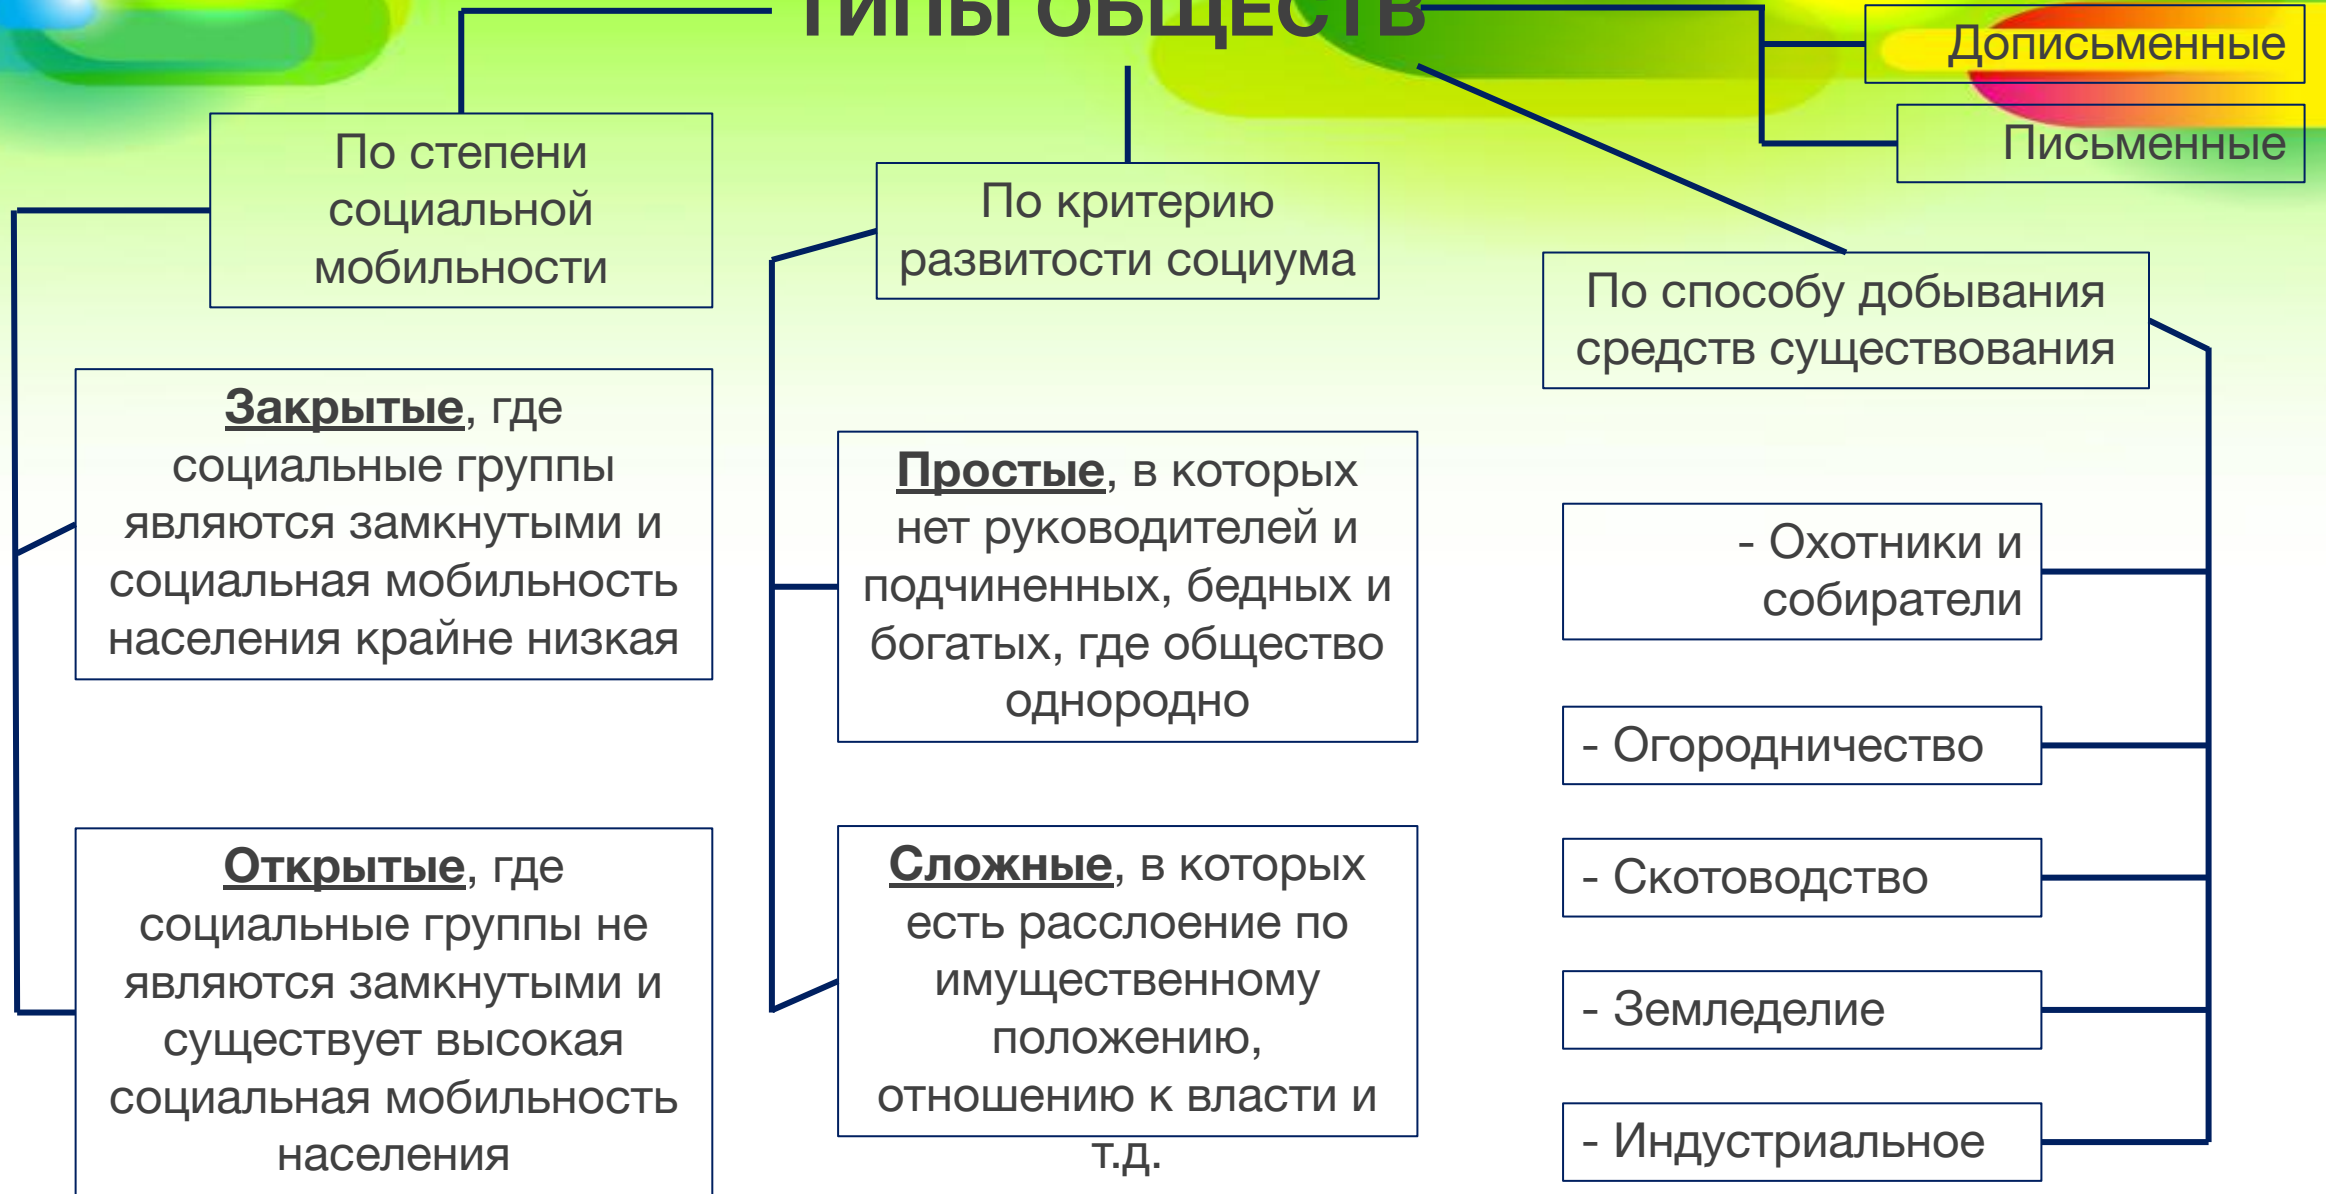 ТИПЫ ОБЩЕСТВ
Дописьменные
Письменные
По степени
социальной
мобильности
Закрытые, где
социальные группы
являются замкнутыми и
социальная мобильность
населения крайне низкая
Открытые, где
социальные группы не
являются замкнутыми и
существует высокая
социальная мобильность
населения
По критерию
развитости социума
Простые, в которых
нет руководителей и
подчиненных, бедных и
богатых, где общество
однородно
Сложные, в которых
есть расслоение по
имущественному
положению,
отношению к власти и
т.д.
По способу добывания
средств существования
- Охотники и
собиратели
- Огородничество
- Скотоводство
- Земледелие
- Индустриальное